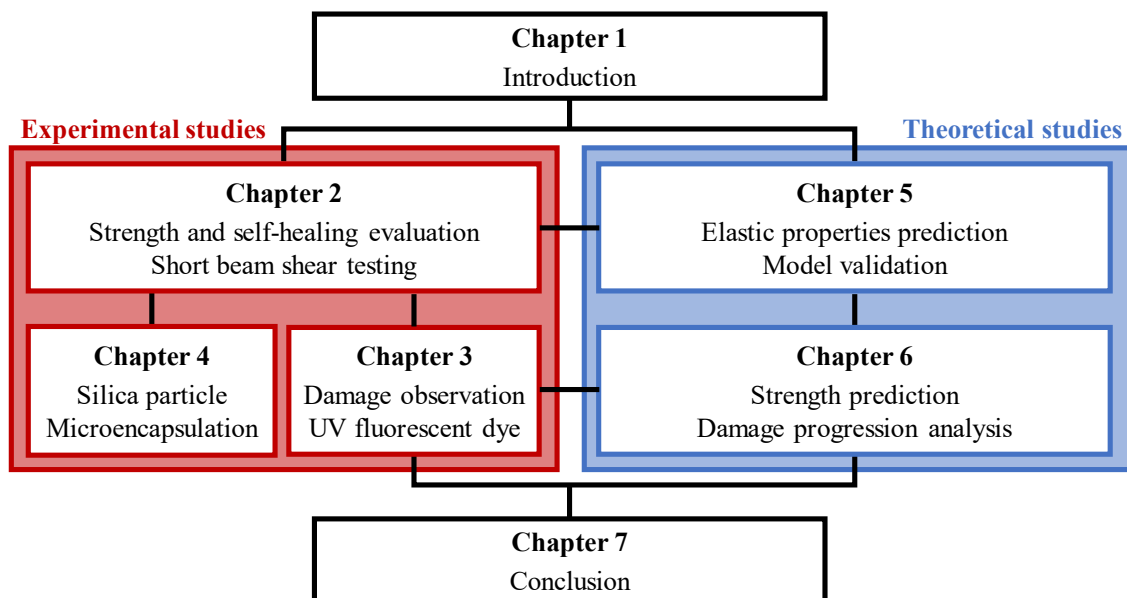 Chapter 1
Introduction
Experimental studies
Theoretical studies
Chapter 2
Strength and self-healing evaluation
Short beam shear testing
Chapter 5
Elastic properties prediction
Model validation
Chapter 4
Silica particle
Microencapsulation
Chapter 3
Damage observation
UV fluorescent dye
Chapter 6
Strength prediction
Damage progression analysis
Chapter 7
Conclusion